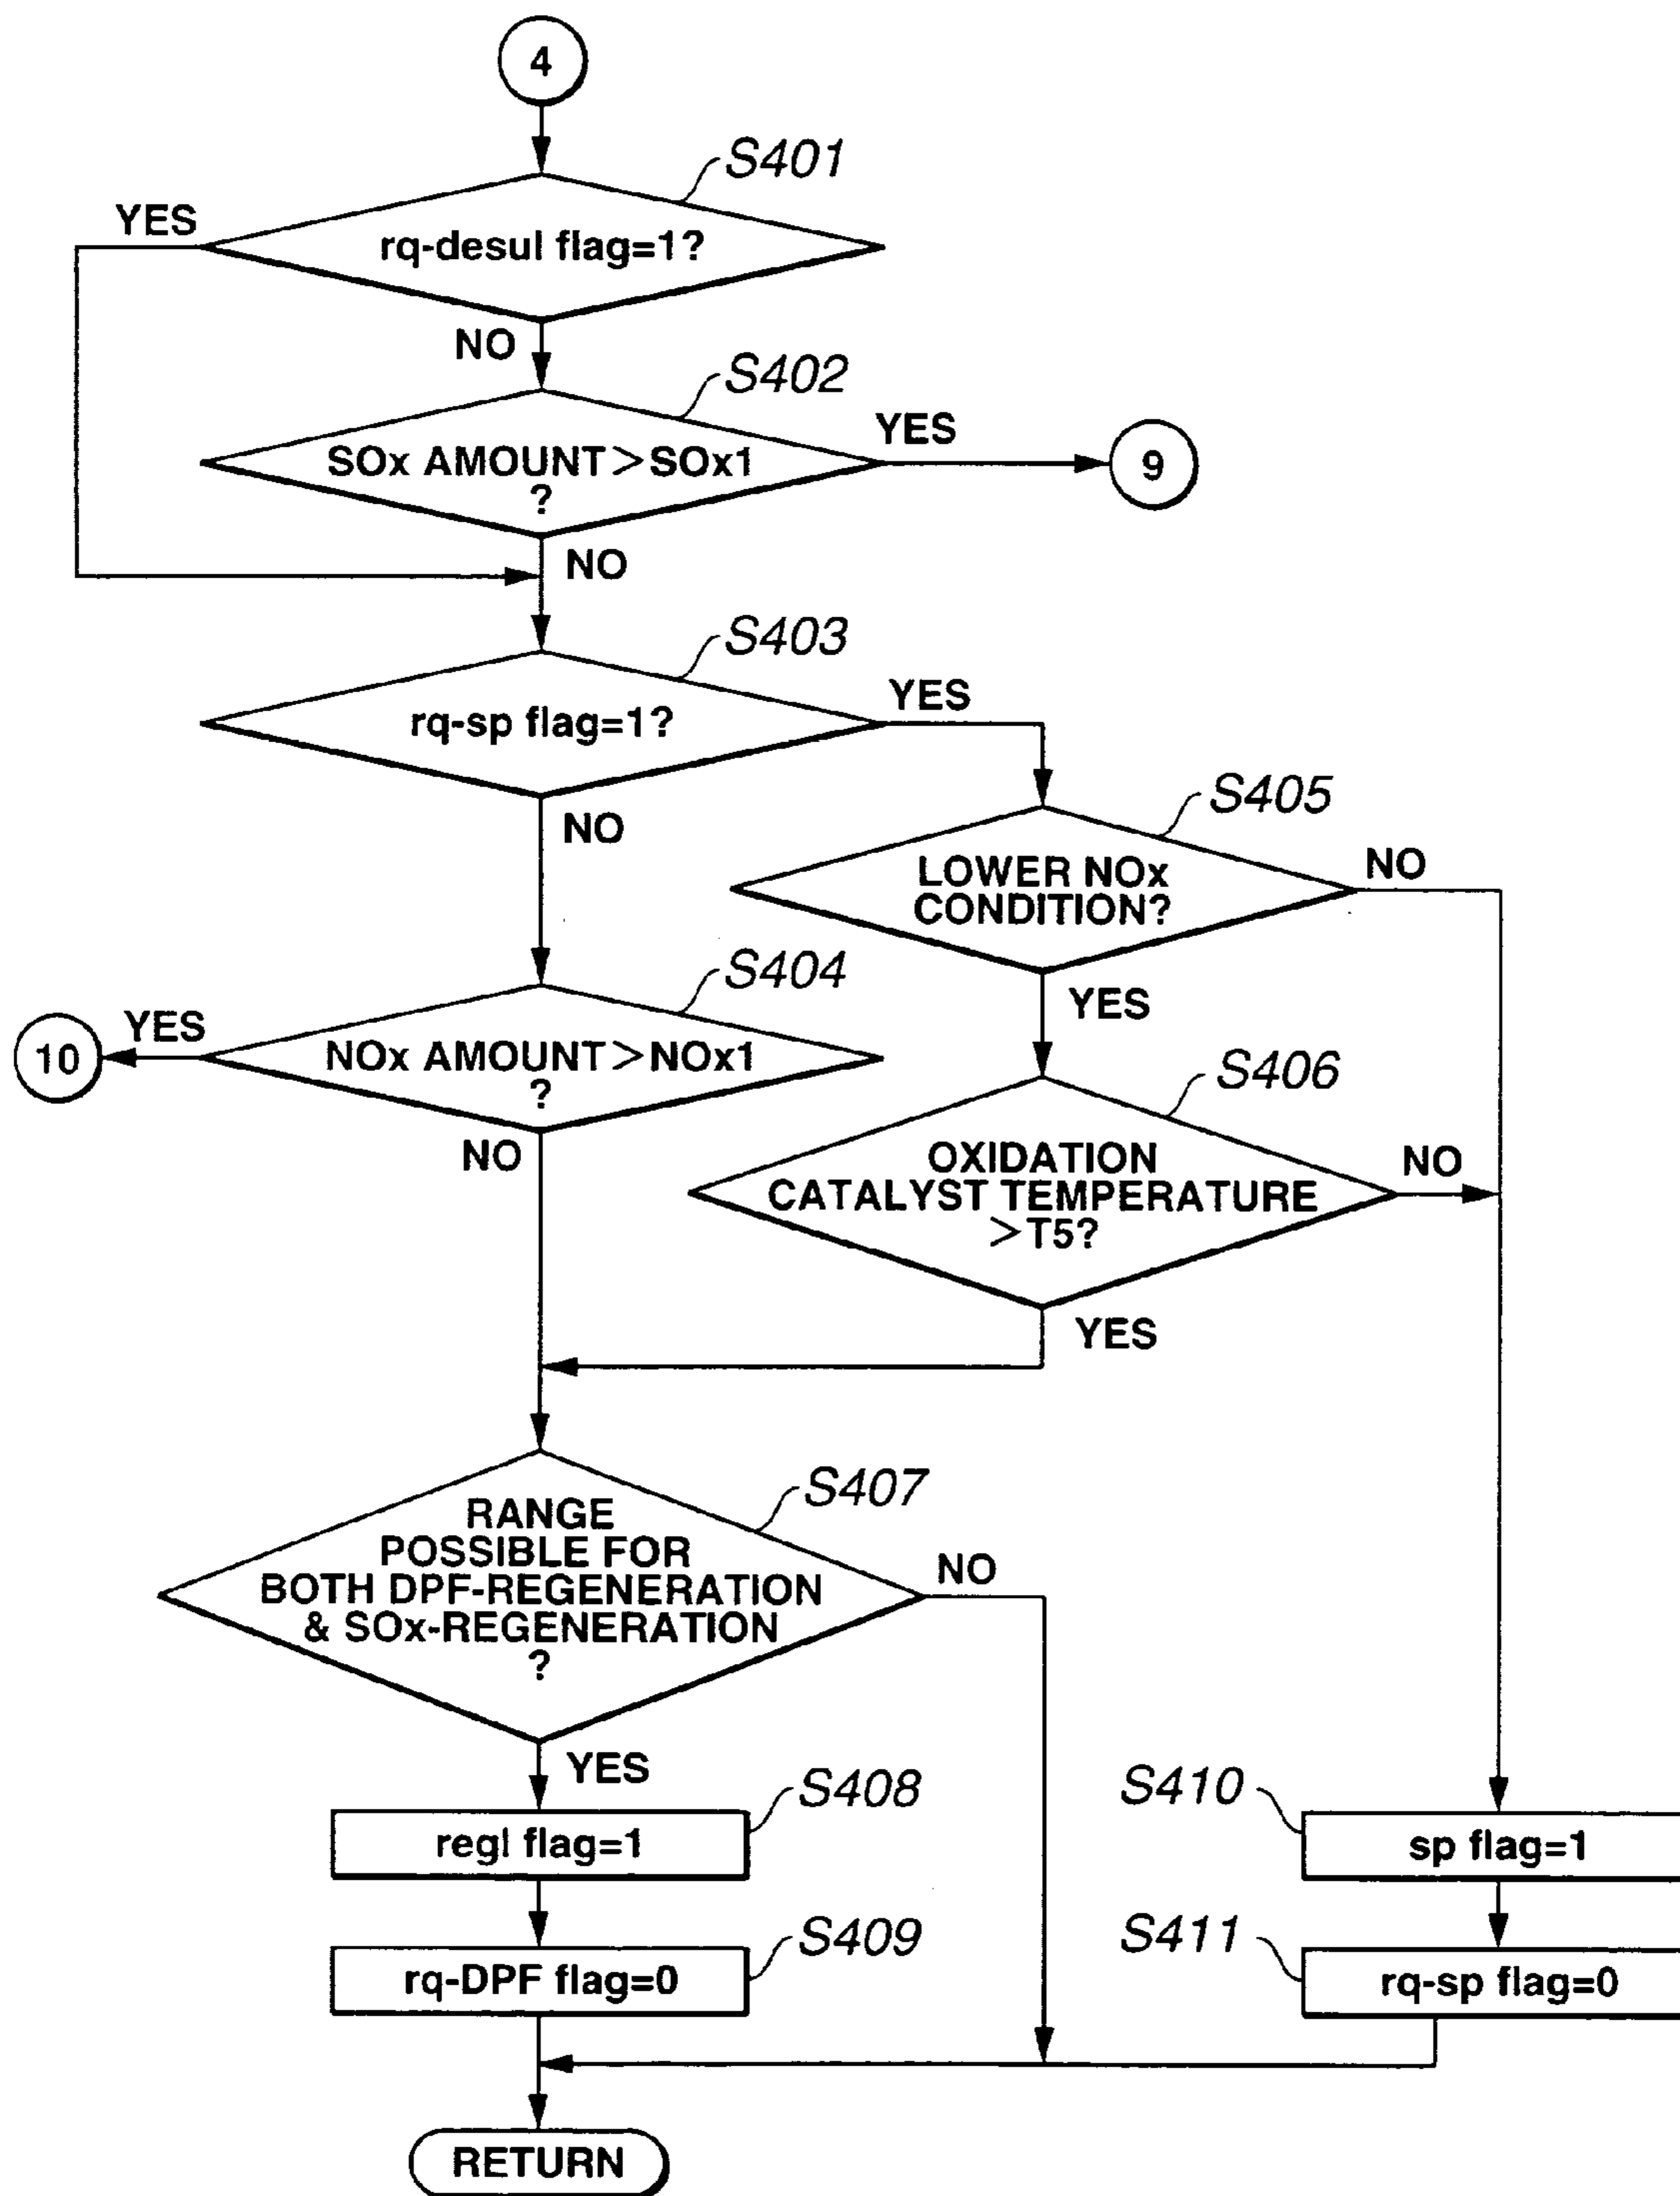 4
S401
YES
rq-desul flag=1?
NO
S402
YES
SOx AMOUNT>SOx1
?
9
NO
S403
YES
rq-sp flag=1?
NO
S405
NO
LOWER NOx
CONDITION?
YES
S404
YES
10
NOx AMOUNT>NOx1
?
NO
S406
OXIDATION
CATALYST TEMPERATURE
>T5?
NO
YES
S407
RANGE
POSSIBLE FOR
BOTH DPF-REGENERATION
& SOx-REGENERATION
?
NO
YES
S408
regl flag=1
S410
sp flag=1
S409
rq-DPF flag=0
S411
rq-sp flag=0
RETURN